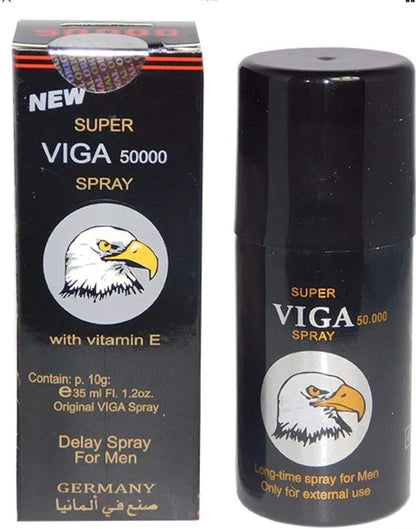 50000
NEW
SUPER
VIGA 50000
SPRAY
with vitamin E
Contain: p. 10g:
℮35 ml Fl. 1.2oz.
Original VIGA Spray
Delay Spray
For Men
GERMANY
صنع في ألمانيا
SUPER
VIGA 50.000
SPRAY
Long-time spray for Men
Only for external use